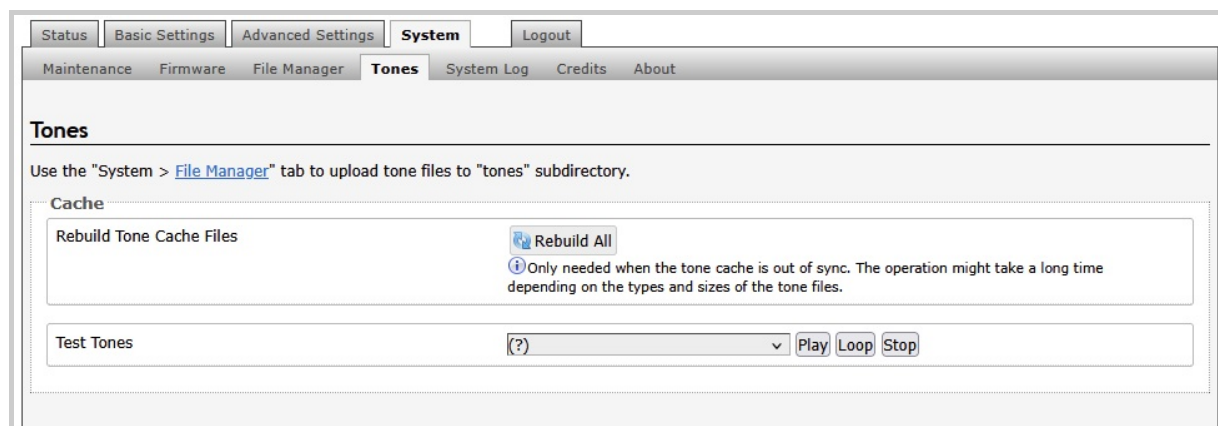 Status Basic Settings Advanced Settings System Logout
Maintenance Firmware File Manager Tones System Log Credits About
Tones
Use the "System > File Manager" tab to upload tone files to "tones" subdirectory.
Cache
Rebuild Tone Cache Files Rebuild All
Only needed when the tone cache is out of sync. The operation might take a long time
depending on the types and sizes of the tone files.
Test Tones (?) Play Loop Stop